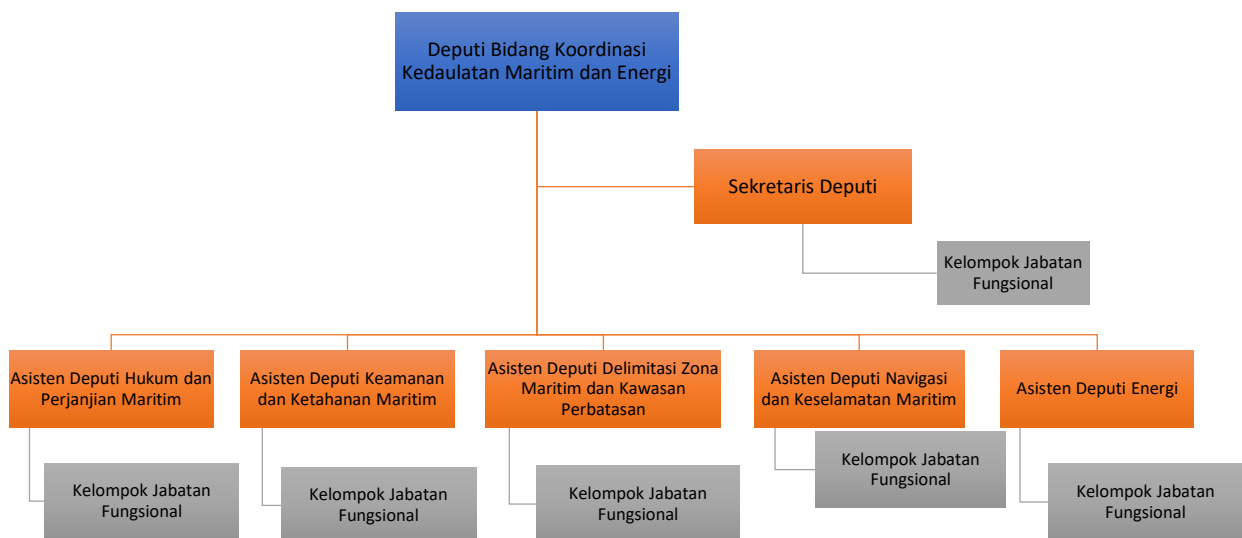 Deputi Bidang Koordinasi
Kedaulatan Maritim dan Energi
Sekretaris Deputi
Kelompok Jabatan
Fungsional
Asisten Deputi Hukum dan
Perjanjian Maritim
Asisten Deputi Keamanan
dan Ketahanan Maritim
Asisten Deputi Delimitasi Zona
Maritim dan Kawasan
Perbatasan
Asisten Deputi Navigasi
dan Keselamatan Maritim
Asisten Deputi Energi
Kelompok Jabatan
Fungsional
Kelompok Jabatan
Fungsional
Kelompok Jabatan
Fungsional
Kelompok Jabatan
Fungsional
Kelompok Jabatan
Fungsional